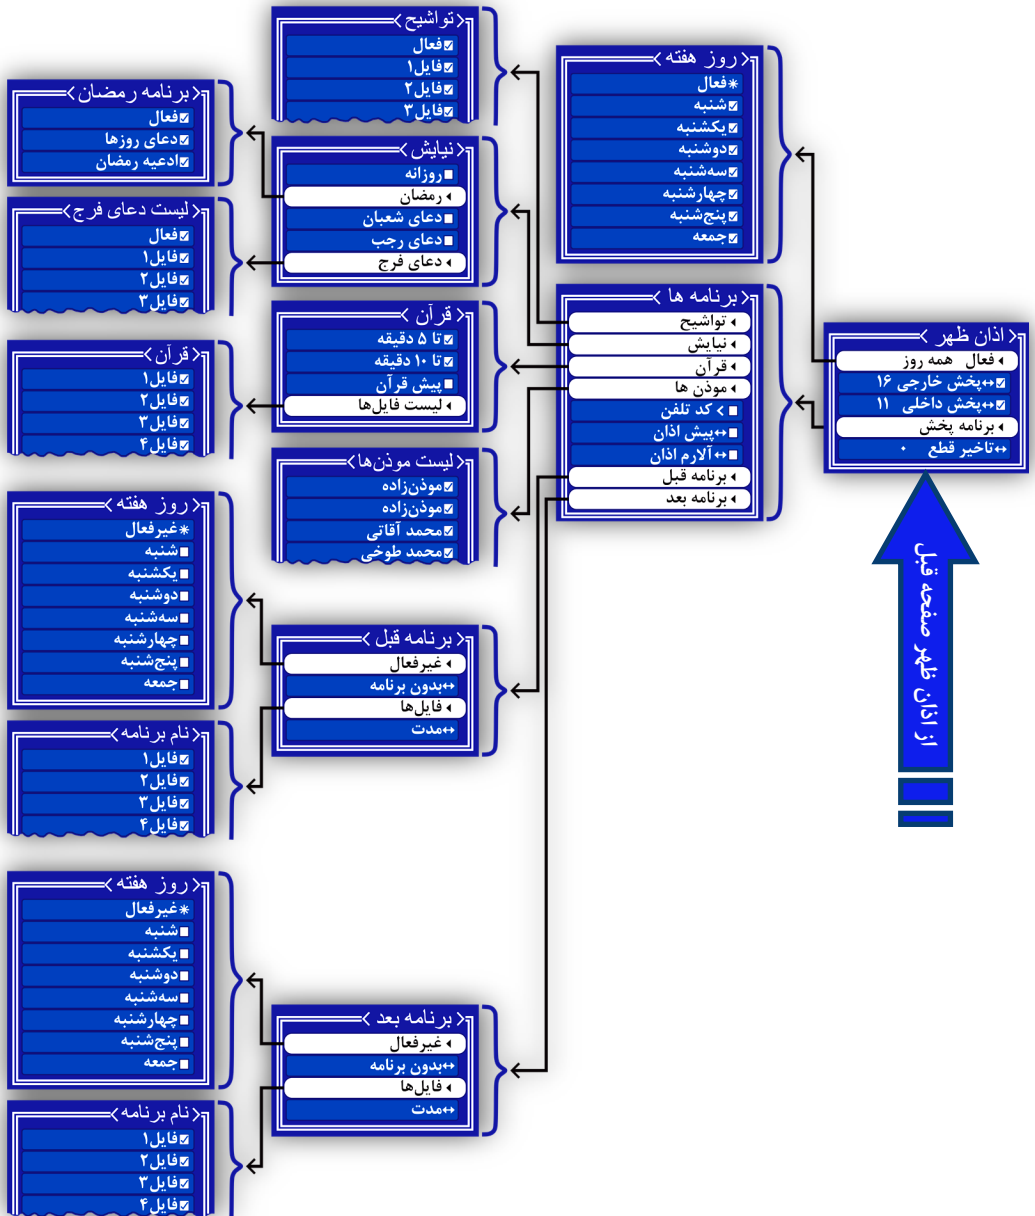 اذان ظهر
فعال همه روز
پخش خارجی ۱۶
پخش داخلی ۱۱
برنامه پخش
تاخیر قطع ۰
از اذان ظهر صفحه قبل
روز هفته
فعال
شنبه
یکشنبه
دوشنبه
سه‌شنبه
چهارشنبه
پنج‌شنبه
جمعه
برنامه ها
تواشیح
نیایش
قرآن
موذن ها
> کد تلفن
پیش اذان
آلارم اذان
برنامه قبل
برنامه بعد
تواشیح
فعال
فایل۱
فایل۲
فایل۳
نیایش
روزانه
رمضان
دعای شعبان
دعای رجب
دعای فرج
قرآن
تا ۵ دقیقه
تا ۱۰ دقیقه
پیش قرآن
لیست فایل‌ها
لیست موذن‌ها
موذن‌زاده
موذن‌زاده
محمد آقاتی
محمد طوخی
برنامه قبل
غیرفعال
بدون برنامه
فایل‌ها
مدت
برنامه بعد
غیرفعال
بدون برنامه
فایل‌ها
مدت
برنامه رمضان
فعال
دعای روزها
ادعیه رمضان
لیست دعای فرج
فعال
فایل۱
فایل۲
فایل۳
قرآن
فایل۱
فایل۲
فایل۳
فایل۴
روز هفته
غیرفعال
شنبه
یکشنبه
دوشنبه
سه‌شنبه
چهارشنبه
پنج‌شنبه
جمعه
نام برنامه
فایل۱
فایل۲
فایل۳
فایل۴
روز هفته
غیرفعال
شنبه
یکشنبه
دوشنبه
سه‌شنبه
چهارشنبه
پنج‌شنبه
جمعه
نام برنامه
فایل۱
فایل۲
فایل۳
فایل۴